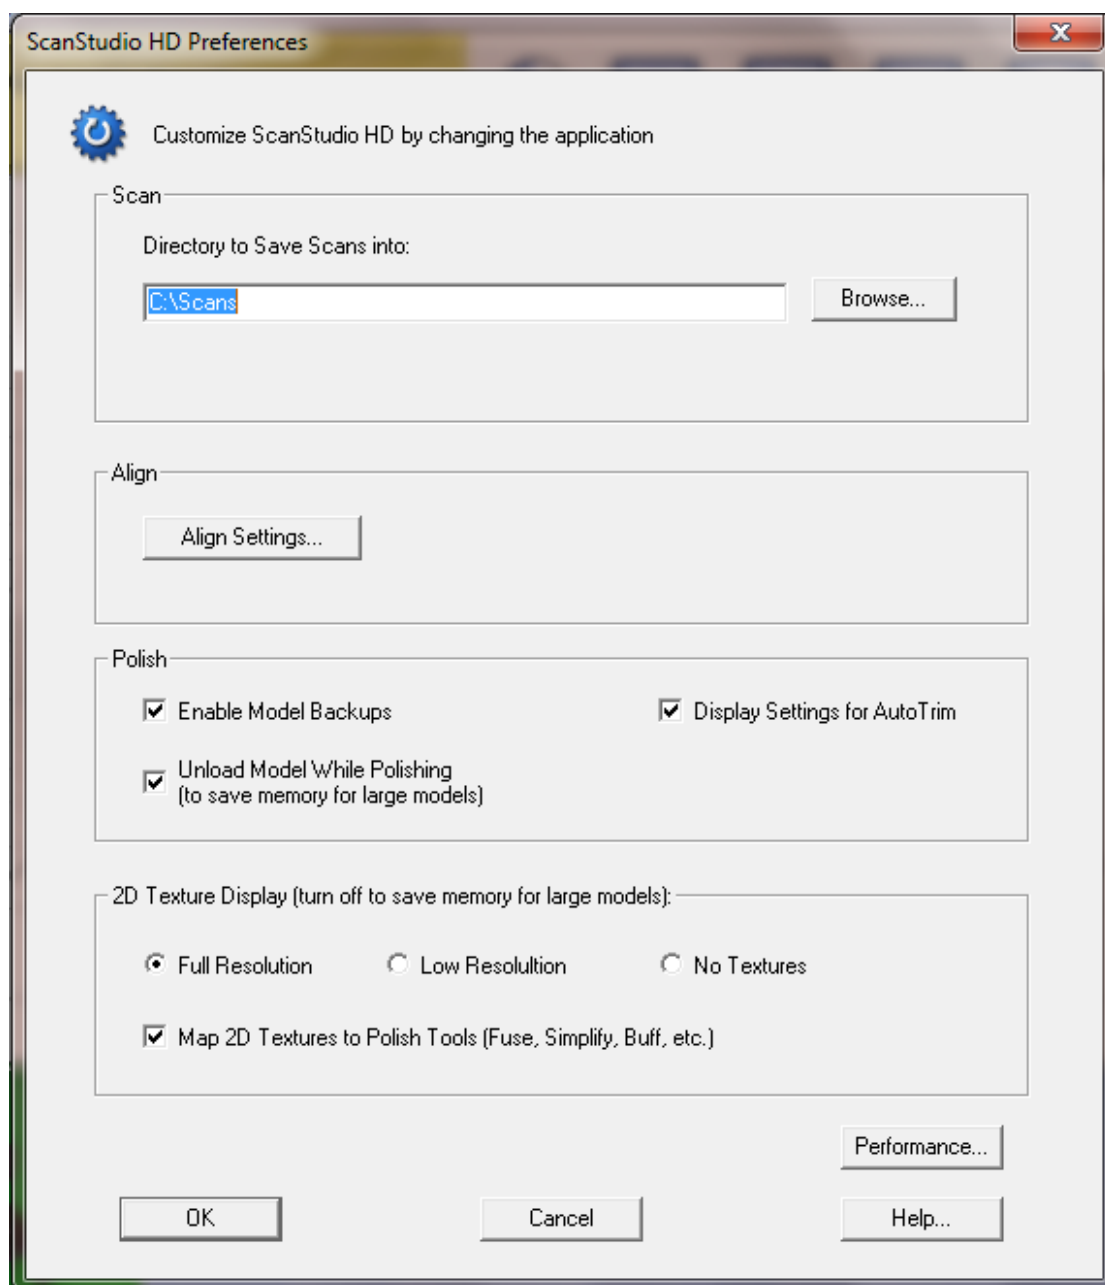 ScanStudio HD Preferences
Customize ScanStudio HD by changing the application
Scan
Directory to Save Scans into:
C:\Scans
Browse...
Align
Align Settings...
Polish
Enable Model Backups
Display Settings for AutoTrim
Unload Model While Polishing
(to save memory for large models)
2D Texture Display (turn off to save memory for large models):
Full Resolution
Low Resolultion
No Textures
Map 2D Textures to Polish Tools (Fuse, Simplify, Buff, etc.)
Performance...
OK
Cancel
Help...